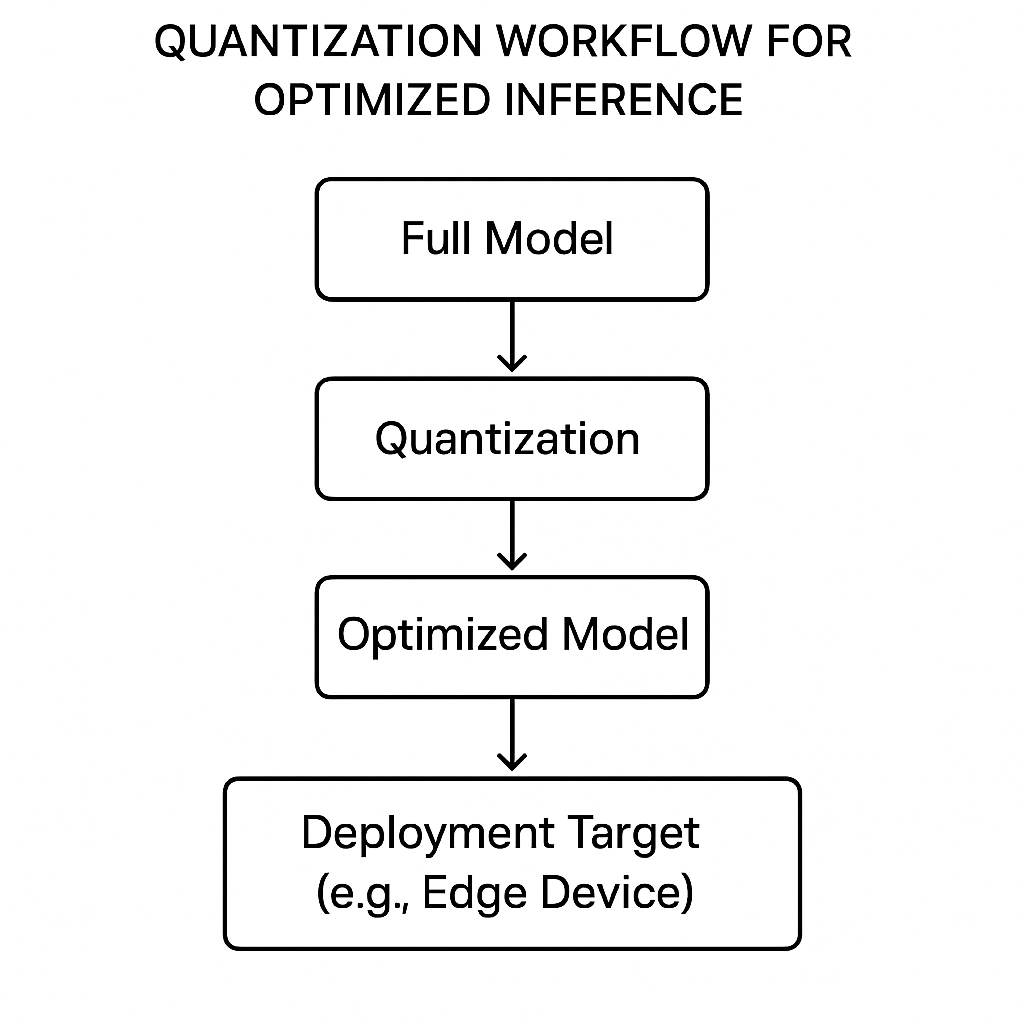 QUANTIZATION WORKFLOW FOR
OPTIMIZED INFERENCE
Full Model
Quantization
Optimized Model
Deployment Target
(e.g., Edge Device)